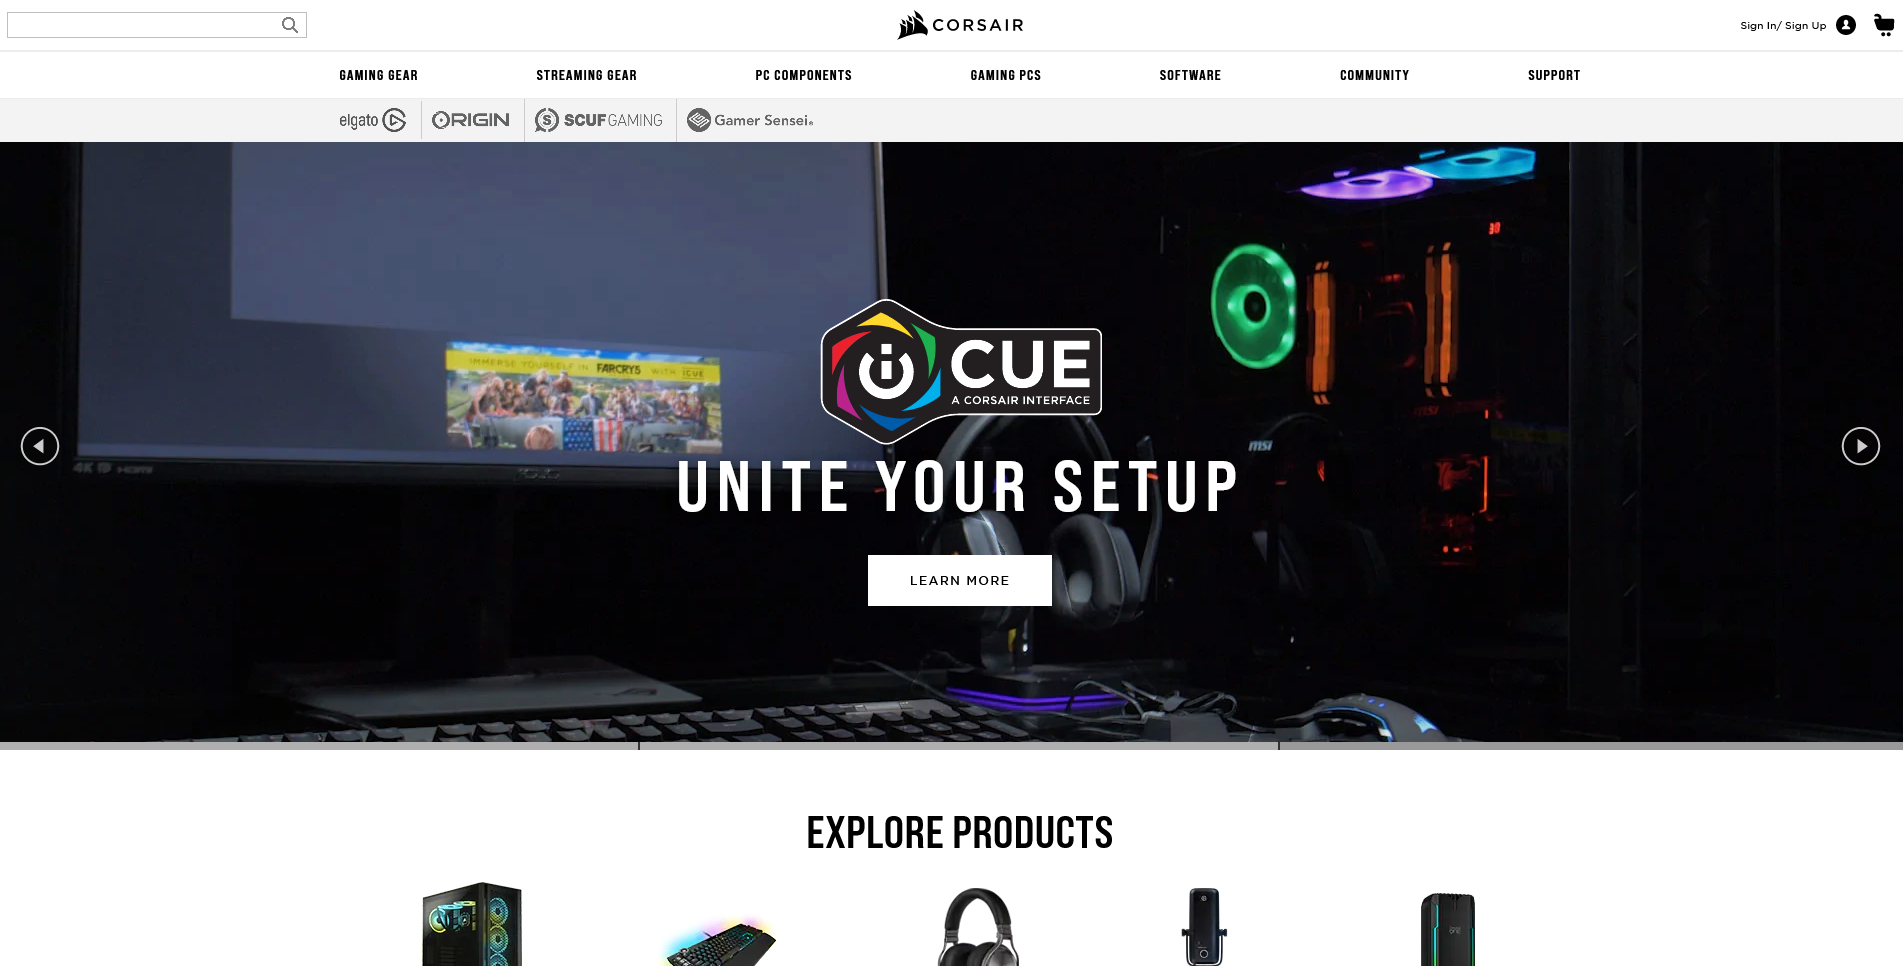 CORSAIR
Sign In/ Sign Up
GAMING GEAR
STREAMING GEAR
PC COMPONENTS
GAMING PCS
SOFTWARE
COMMUNITY
SUPPORT
elgato
ORIGIN
SCUF GAMING
Gamer Sensei
IMMERSE YOURSELF IN FARCRY5 WITH iCUE
iCUE
A CORSAIR INTERFACE
msi
4K HDMI
UNITE YOUR SETUP
LEARN MORE
EXPLORE PRODUCTS